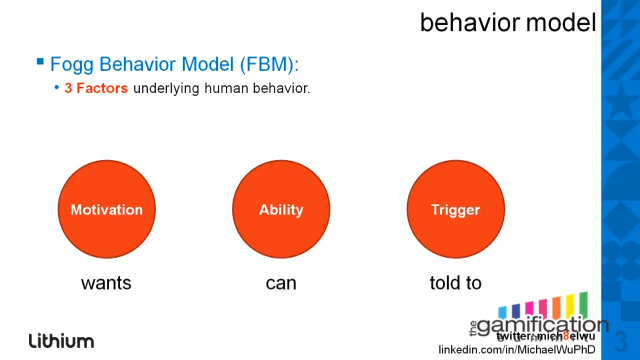 behavior model
Fogg Behavior Model (FBM):
3 Factors underlying human behavior.
Motivation
Ability
Trigger
wants
can
told to
the gamification
twitter: mich8elwu
linkedin.com/in/MichaelWuPhD
Lithium
3